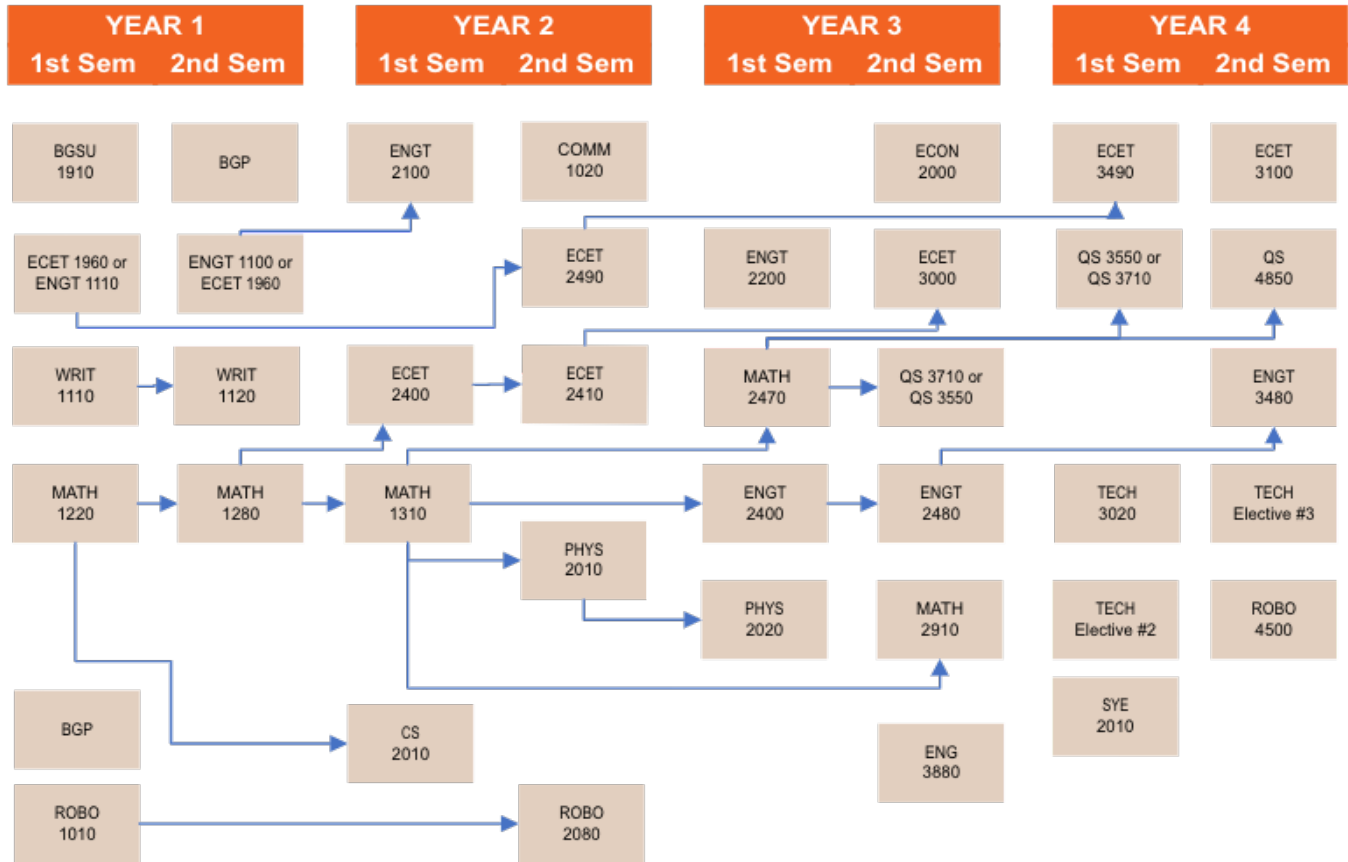 YEAR 1
1st Sem 2nd Sem
YEAR 2
1st Sem 2nd Sem
YEAR 3
1st Sem 2nd Sem
YEAR 4
1st Sem 2nd Sem
BGSU
1910
BGP
ENGT
2100
COMM
1020
ECON
2000
ECET
3490
ECET
3100
ECET 1960 or
ENGT 1110
ENGT 1100 or
ECET 1960
ECET
2490
ENGT
2200
ECET
3000
QS 3550 or
QS 3710
QS
4850
WRIT
1110
WRIT
1120
ECET
2400
ECET
2410
MATH
2470
QS 3710 or
QS 3550
ENGT
3480
MATH
1220
MATH
1280
MATH
1310
ENGT
2400
ENGT
2480
TECH
3020
TECH
Elective #3
PHYS
2010
PHYS
2020
MATH
2910
TECH
Elective #2
ROBO
4500
BGP
CS
2010
ENG
3880
SYE
2010
ROBO
1010
ROBO
2080